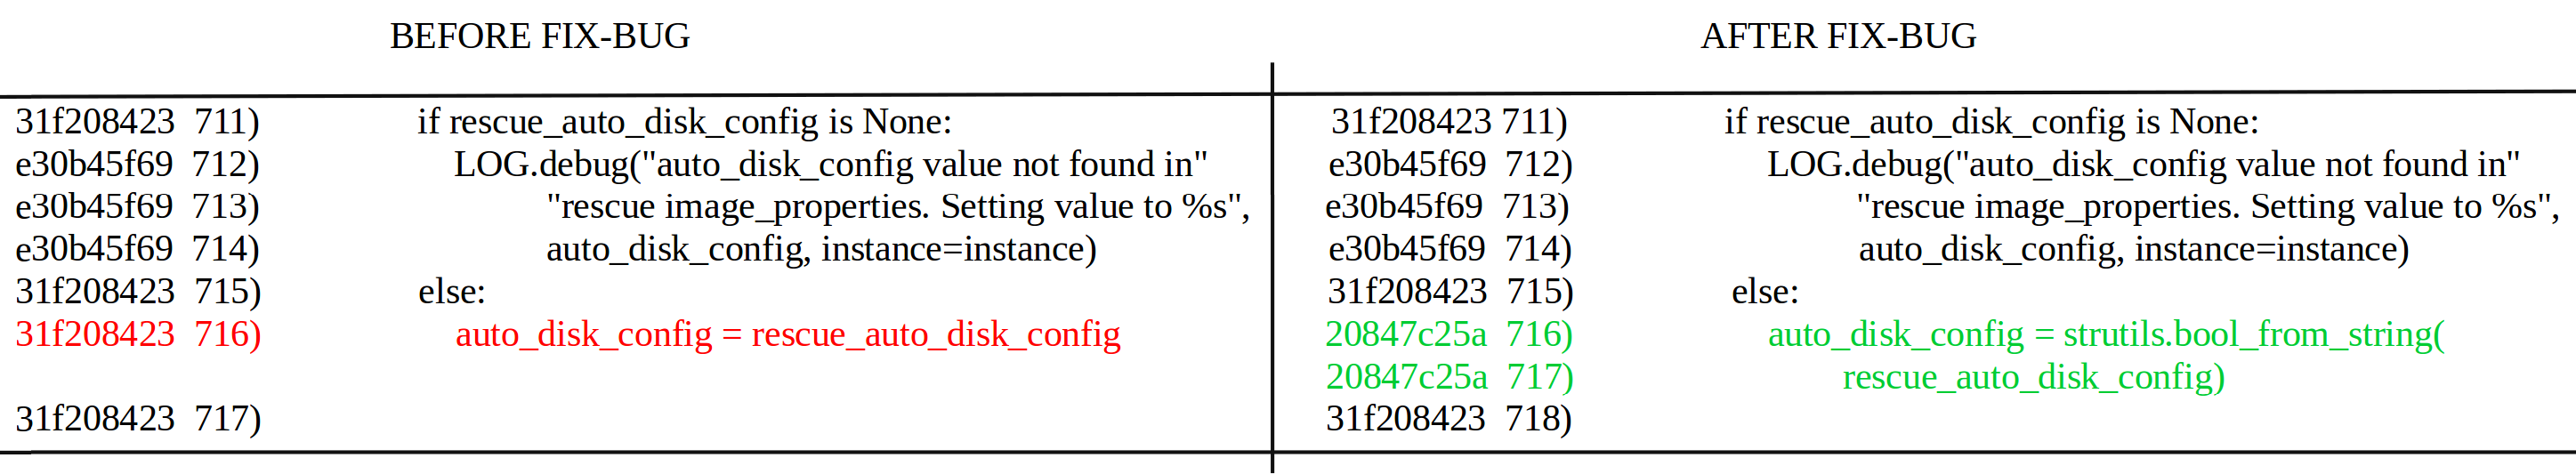 BEFORE FIX-BUG
31f208423 711) if rescue_auto_disk_config is None:
e30b45f69 712) LOG.debug("auto_disk_config value not found in"
e30b45f69 713) "rescue image_properties. Setting value to %s",
e30b45f69 714) auto_disk_config, instance=instance)
31f208423 715) else:
31f208423 716) auto_disk_config = rescue_auto_disk_config
31f208423 717)
AFTER FIX-BUG
31f208423 711) if rescue_auto_disk_config is None:
e30b45f69 712) LOG.debug("auto_disk_config value not found in"
e30b45f69 713) "rescue image_properties. Setting value to %s",
e30b45f69 714) auto_disk_config, instance=instance)
31f208423 715) else:
20847c25a 716) auto_disk_config = strutils.bool_from_string(
20847c25a 717) rescue_auto_disk_config)
31f208423 718)